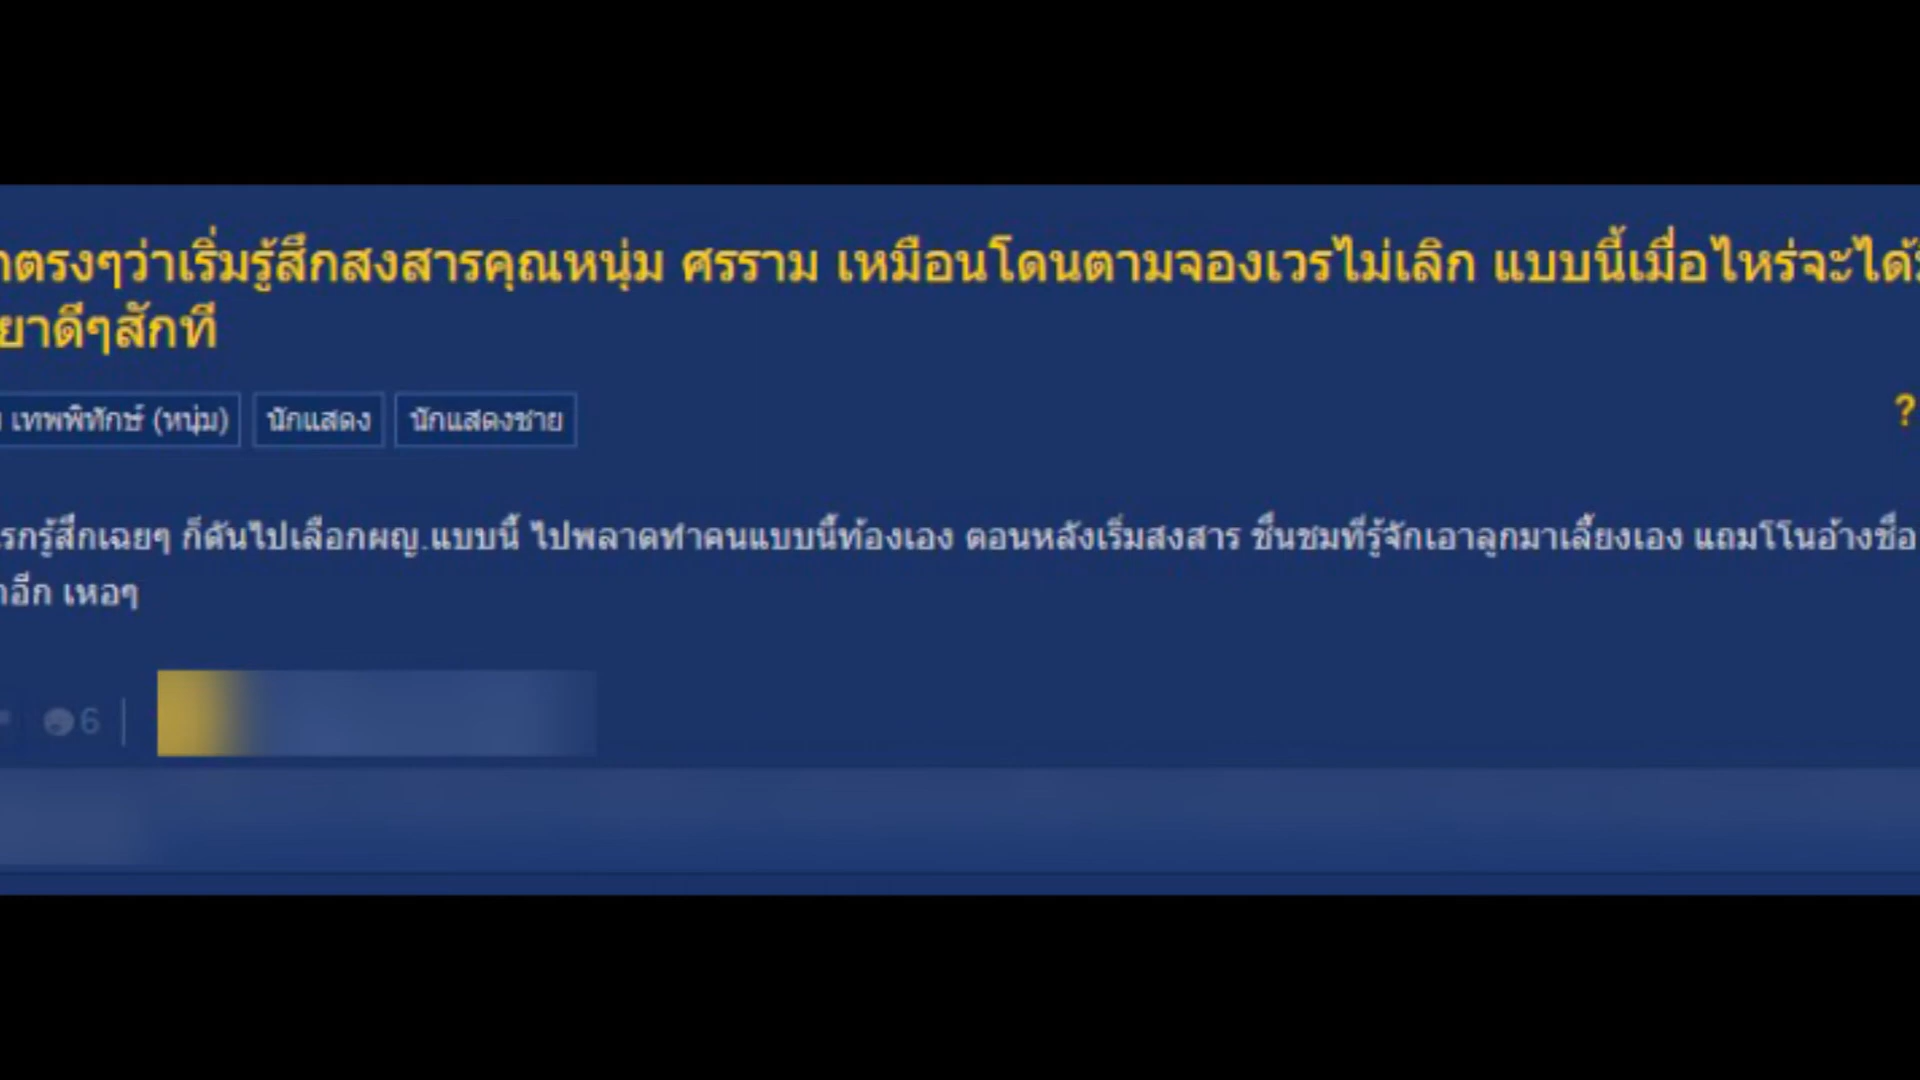 ตรงๆว่าเริ่มรู้สึกสงสารคุณหนุ่ม ศรราม เหมือนโดนตามจองเวรไม่เลิก แบบนี้เมื่อไหร่จะได้
ยาดีๆสักที
เทพพิทักษ์ (หนุ่ม) นักแสดง นักแสดงชาย
?
รกรู้สึกเฉยๆ ก็ดันไปเลือกผญ.แบบนี้ ไปพลาดทำคนแบบนี้ท้องเอง ตอนหลังเริ่มสงสาร ชื่นชมที่รู้จักเอาลูกมาเลี้ยงเอง แถมโโนอ้างชื่อ
อีก เหอๆ
6